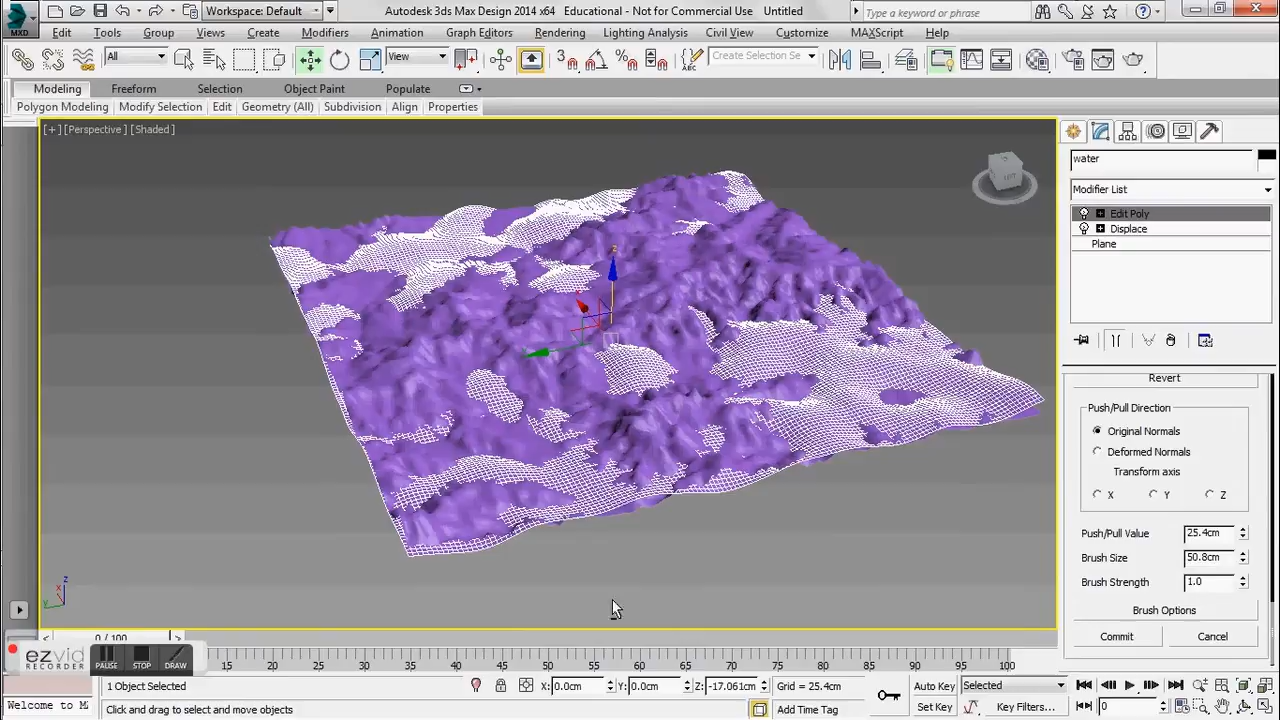 MXD
Workspace: Default
Autodesk 3ds Max Design 2014 x64 Educational - Not for Commercial Use Untitled
Type a keyword or phrase
Edit Tools Group Views Create Modifiers Animation Graph Editors Rendering Lighting Analysis Civil View Customize MAXScript Help
All
View
Create Selection Se
Modeling Freeform Selection Object Paint Populate
Polygon Modeling Modify Selection Edit Geometry (All) Subdivision Align Properties
[+] [Perspective] [Shaded]
water
Modifier List
Edit Poly
Displace
Plane
Revert
Push/Pull Direction
Original Normals
Deformed Normals
Transform axis
X Y Z
Push/Pull Value 25.4cm
Brush Size 50.8cm
Brush Strength 1.0
Brush Options
Commit Cancel
z
x
y
0 / 100
ezvid
RECORDER
PAUSE STOP DRAW
15 20 25 30 35 40 45 50 55 60 65 70 75 80 85 90 95 100
1 Object Selected X: 0.0cm Y: 0.0cm Z: -17.061cm Grid = 25.4cm Auto Key Selected
Welcome to M Click and drag to select and move objects Add Time Tag Set Key Key Filters... 0